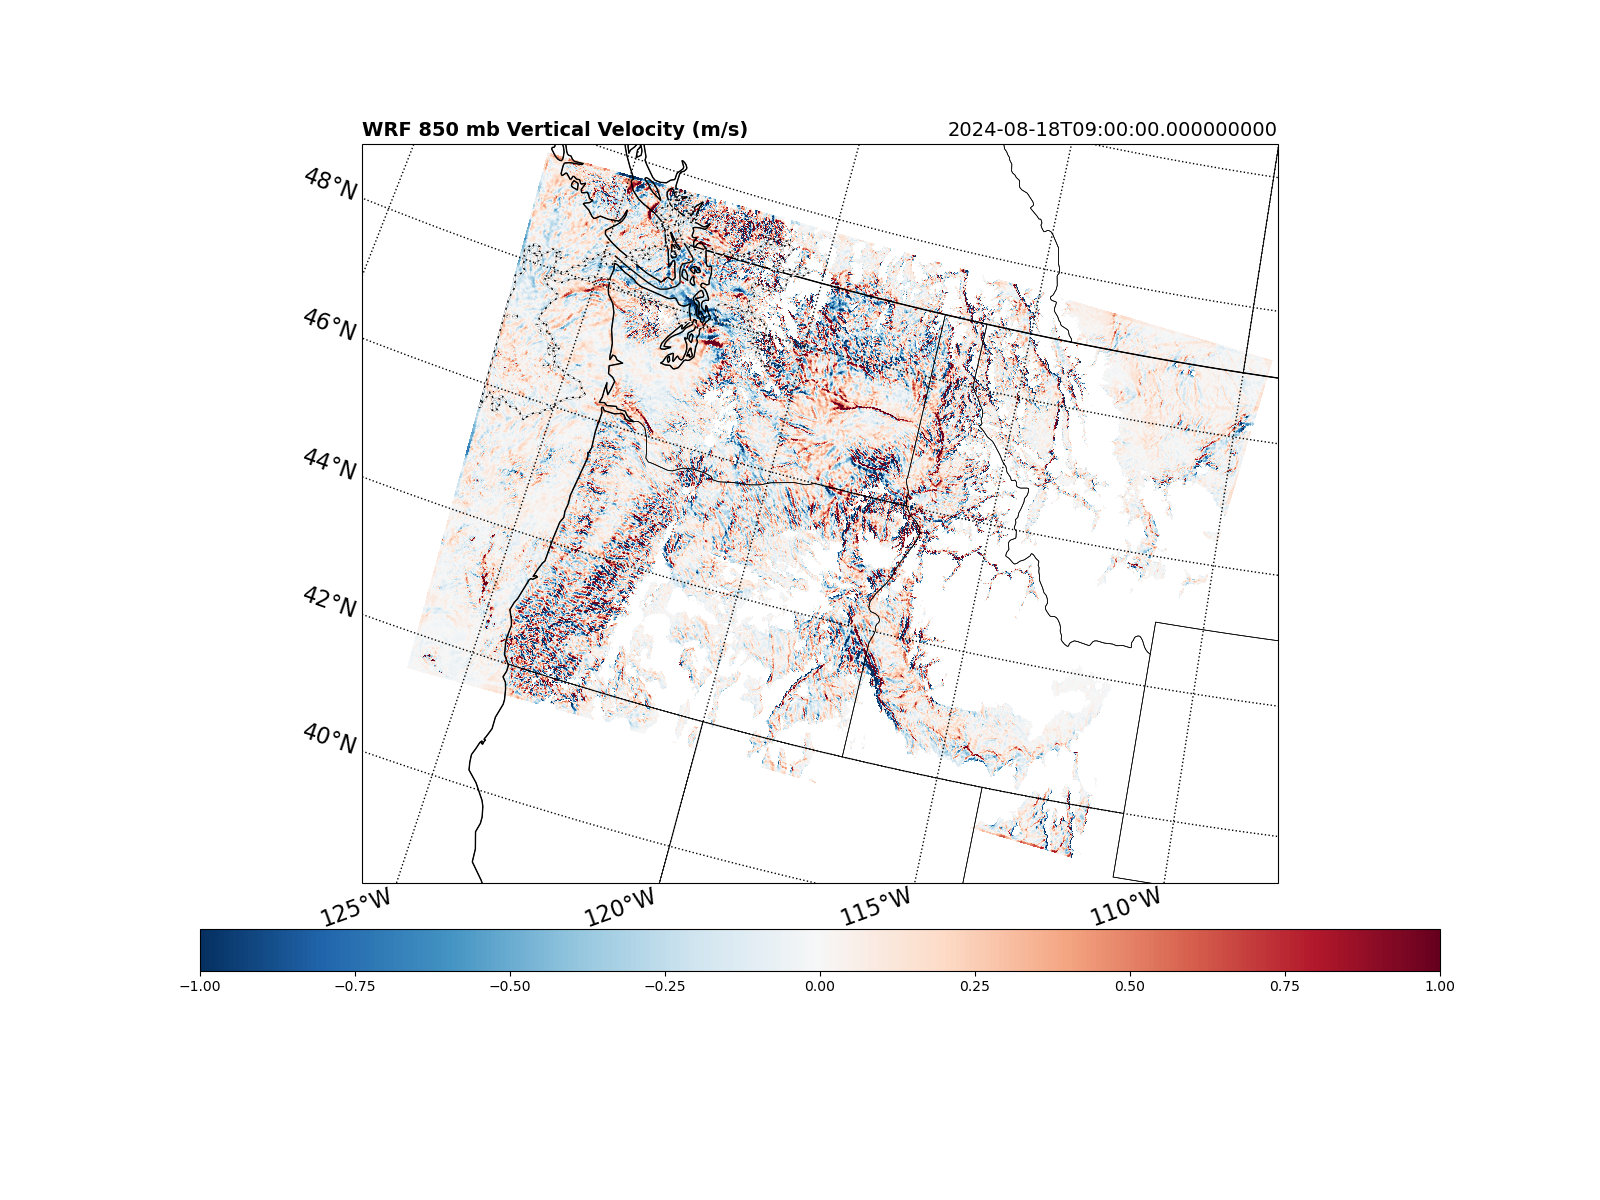 WRF 850 mb Vertical Velocity (m/s)
2024-08-18T09:00:00.000000000
48°N
46°N
44°N
42°N
40°N
125°W
120°W
115°W
110°W
−1.00
−0.75
−0.50
−0.25
0.00
0.25
0.50
0.75
1.00